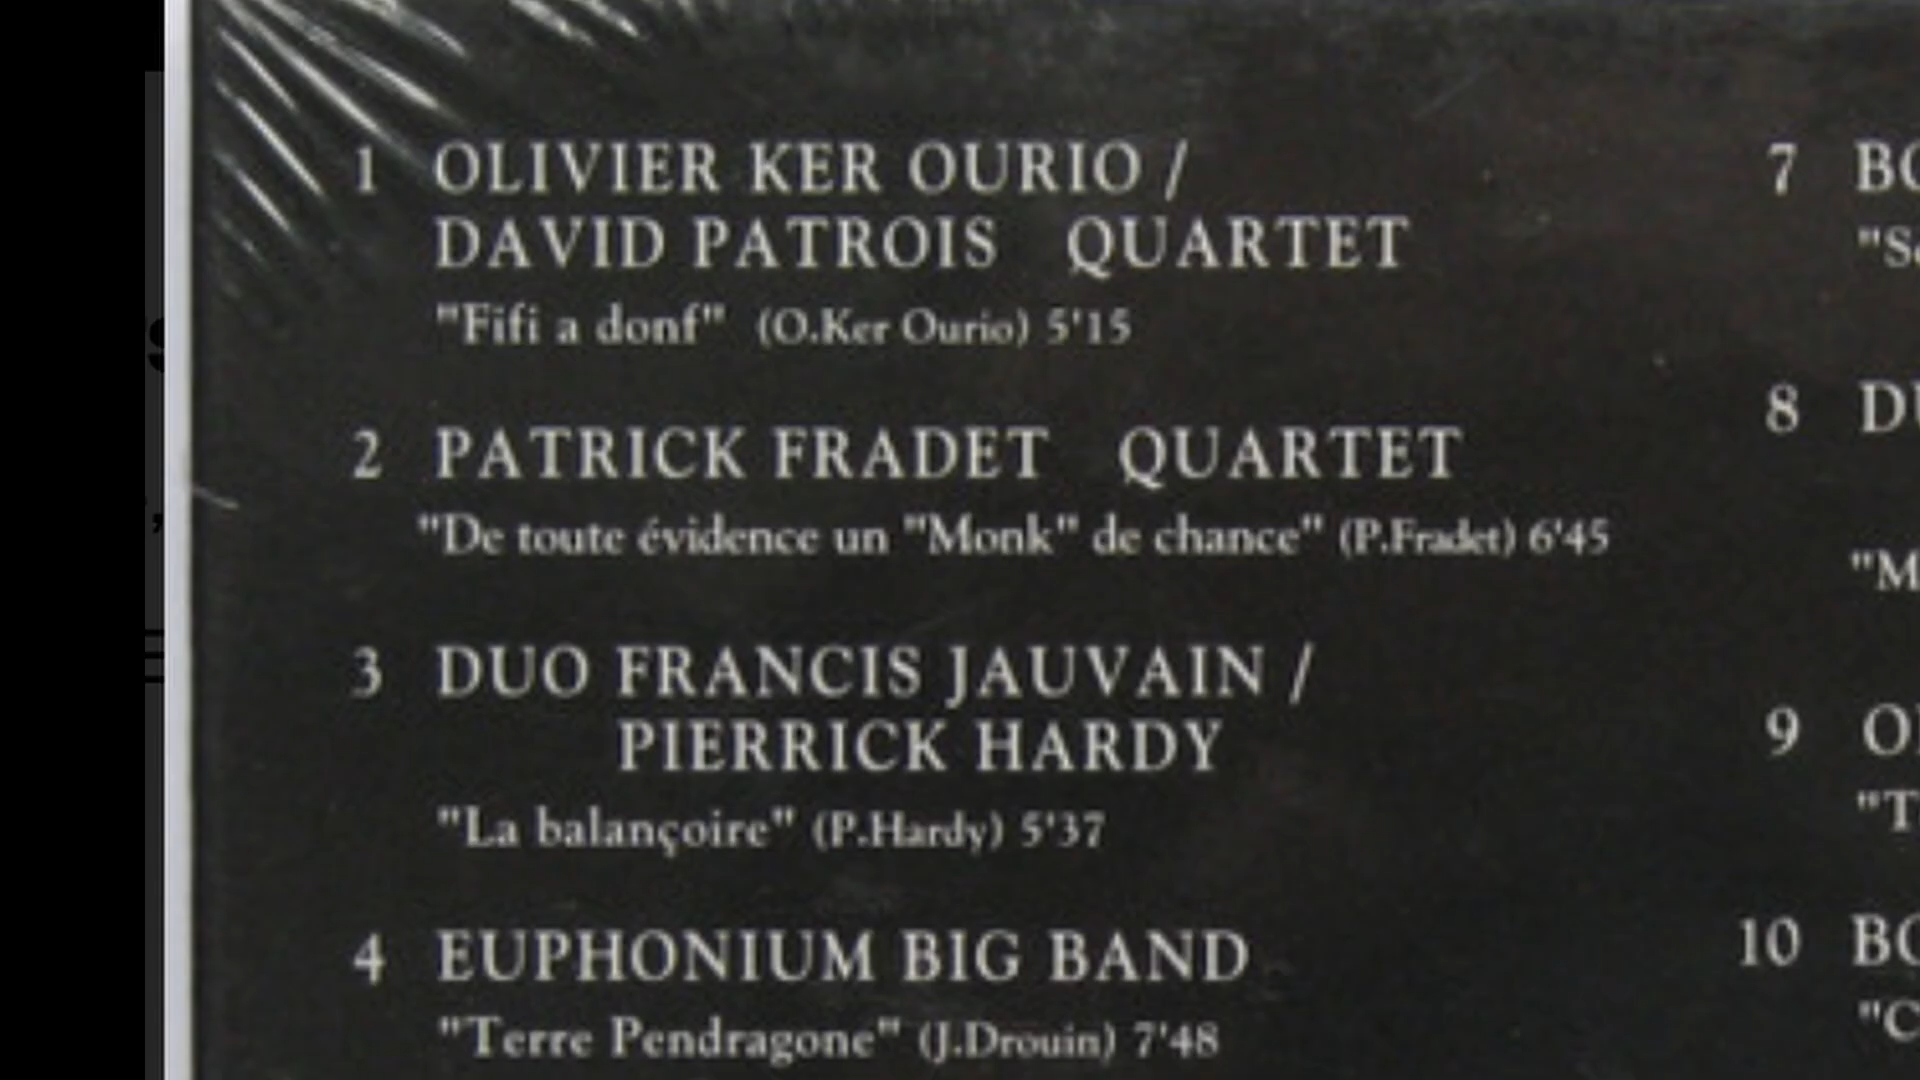 1 OLIVIER KER OURIO /
DAVID PATROIS QUARTET
"Fifi a donf" (O.Ker Ourio) 5'15
2 PATRICK FRADET QUARTET
"De toute évidence un "Monk" de chance" (P.Fradet) 6'45
3 DUO FRANCIS JAUVAIN /
PIERRICK HARDY
"La balançoire" (P.Hardy) 5'37
4 EUPHONIUM BIG BAND
"Terre Pendragone" (J.Drouin) 7'48
7
8
9
10